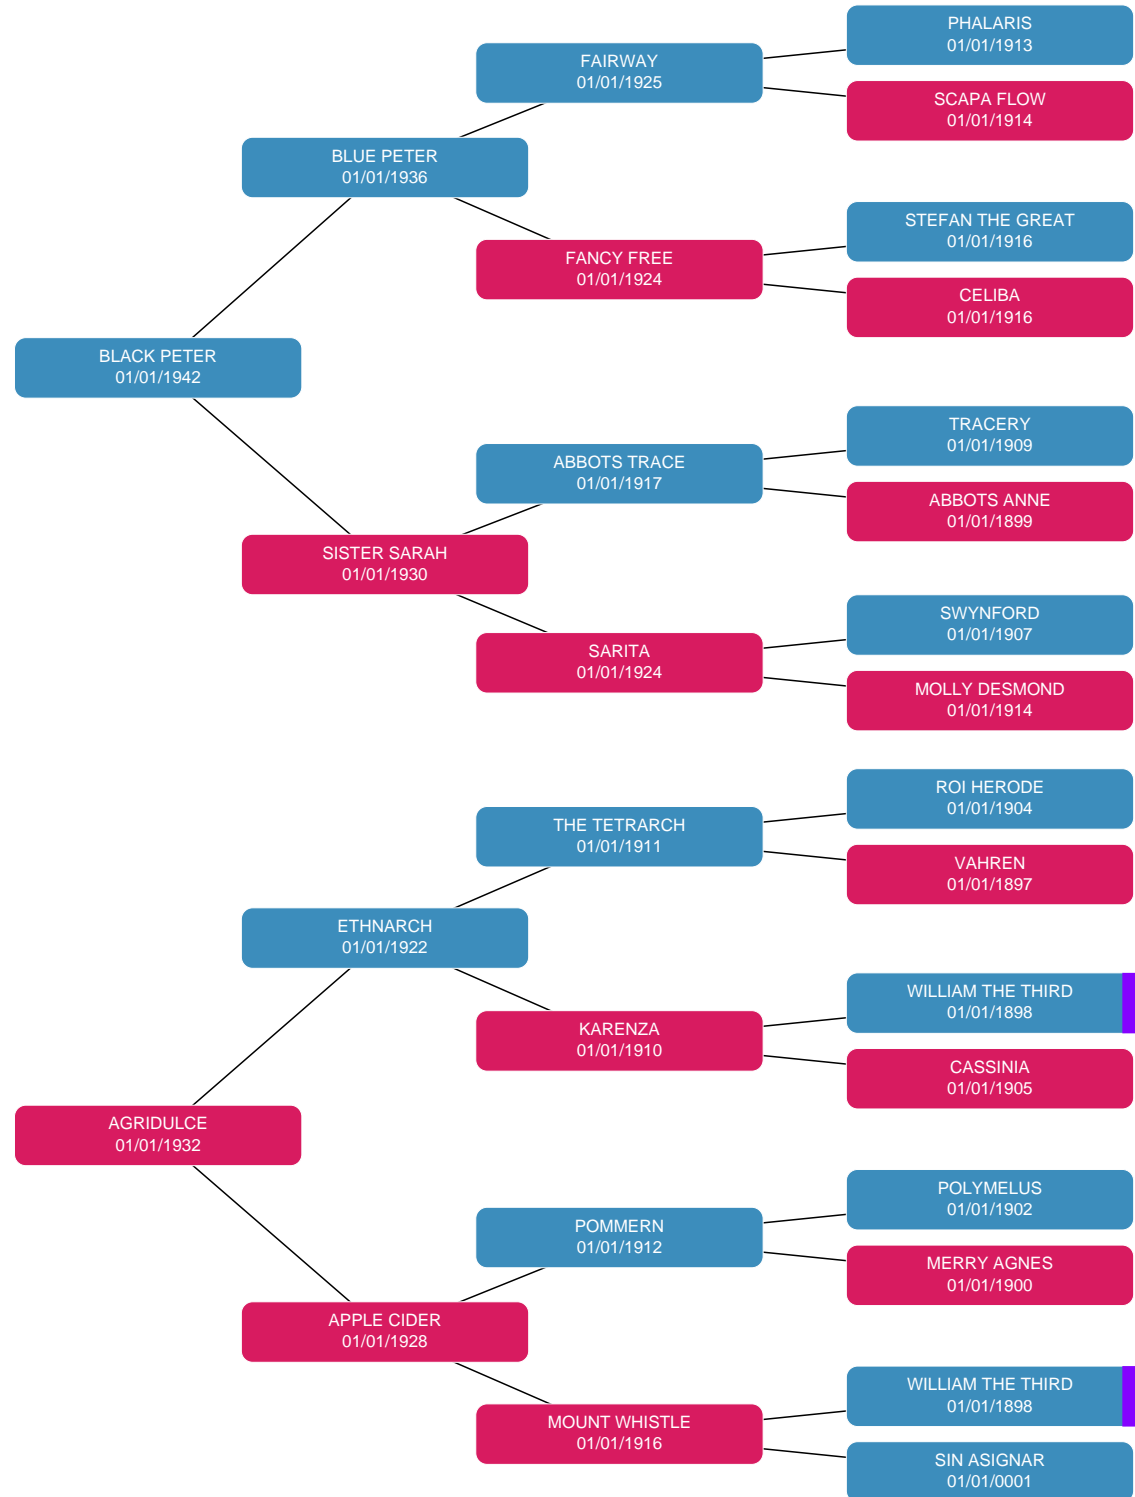 PHALARIS
01/01/1913
FAIRWAY
01/01/1925
SCAPA FLOW
01/01/1914
BLUE PETER
01/01/1936
STEFAN THE GREAT
01/01/1916
FANCY FREE
01/01/1924
CELIBA
01/01/1916
BLACK PETER
01/01/1942
TRACERY
01/01/1909
ABBOTS TRACE
01/01/1917
ABBOTS ANNE
01/01/1899
SISTER SARAH
01/01/1930
SWYNFORD
01/01/1907
SARITA
01/01/1924
MOLLY DESMOND
01/01/1914
ROI HERODE
01/01/1904
THE TETRARCH
01/01/1911
VAHREN
01/01/1897
ETHNARCH
01/01/1922
WILLIAM THE THIRD
01/01/1898
KARENZA
01/01/1910
CASSINIA
01/01/1905
AGRIDULCE
01/01/1932
POLYMELUS
01/01/1902
POMMERN
01/01/1912
MERRY AGNES
01/01/1900
APPLE CIDER
01/01/1928
WILLIAM THE THIRD
01/01/1898
MOUNT WHISTLE
01/01/1916
SIN ASIGNAR
01/01/0001